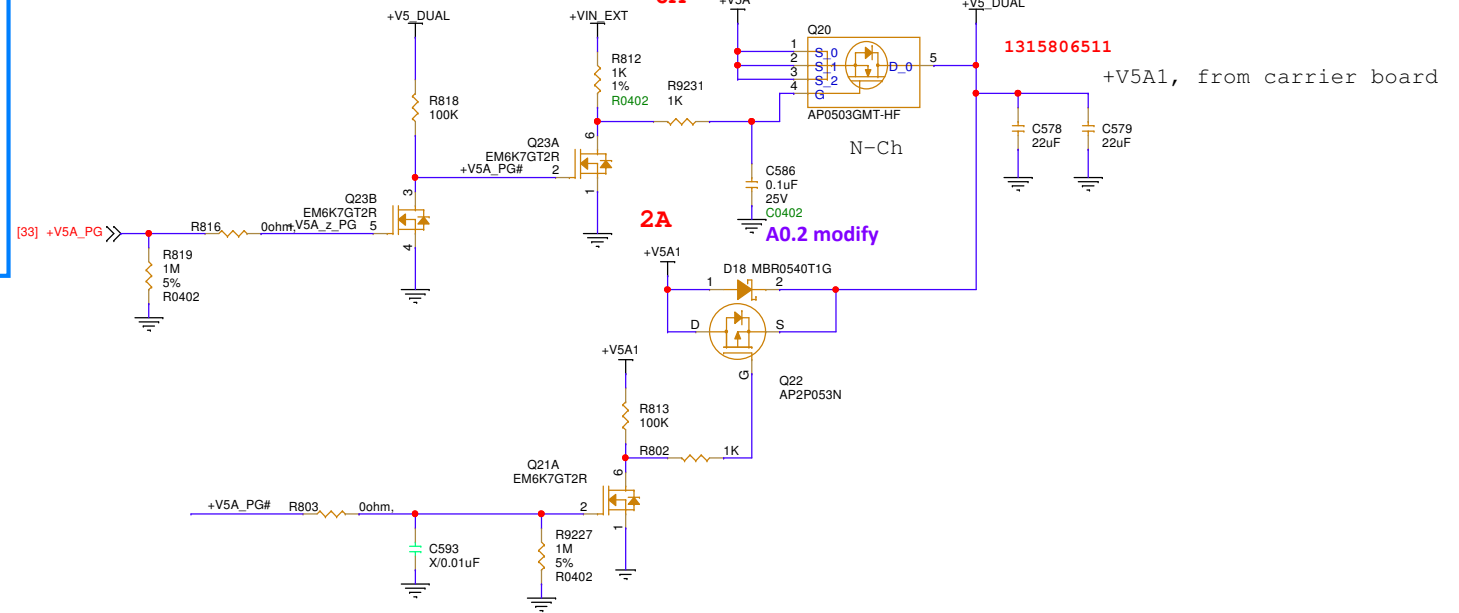 +V5_DUAL
+VIN_EXT
+V5A
+V5_DUAL
R818
100K
R812
1K
1%
R0402
R9231
1K
Q20
1
2
3
4
S_0
S_1
S_2
G
D_0
5
AP0503GMT-HF
N-Ch
1315806511
+V5A1, from carrier board
C578
22uF
C579
22uF
Q23A
EM6K7GT2R
+V5A_PG#
2
6
1
C586
0.1uF
25V
C0402
A0.2 modify
Q23B
EM6K7GT2R
+V5A_z_PG
5
3
4
[33] +V5A_PG
R816
0ohm,
R819
1M
5%
R0402
2A
+V5A1
D18 MBR0540T1G
1
2
D
S
G
Q22
AP2P053N
+V5A1
R813
100K
R802
1K
Q21A
EM6K7GT2R
6
2
1
+V5A_PG#
R803
0ohm,
C593
X/0.01uF
R9227
1M
5%
R0402